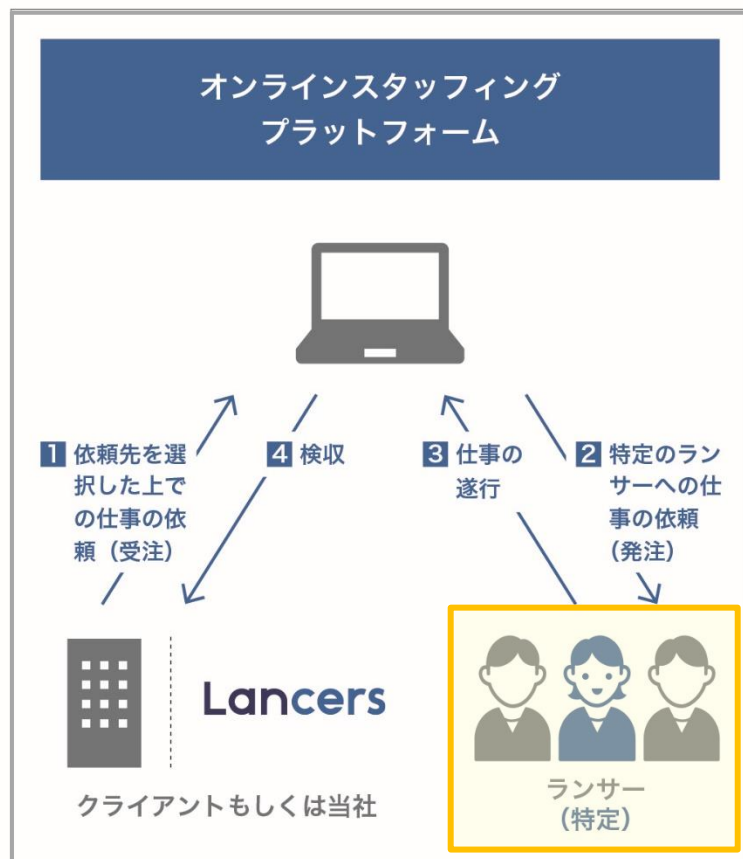 オンラインスタッフィング
プラットフォーム
1 依頼先を選
択した上で
の仕事の依
頼（受注）
4 検収
3 仕事の
遂行
2 特定のラン
サーへの仕
事の依頼
（発注）
Lancers
クライアントもしくは当社
ランサー
（特定）